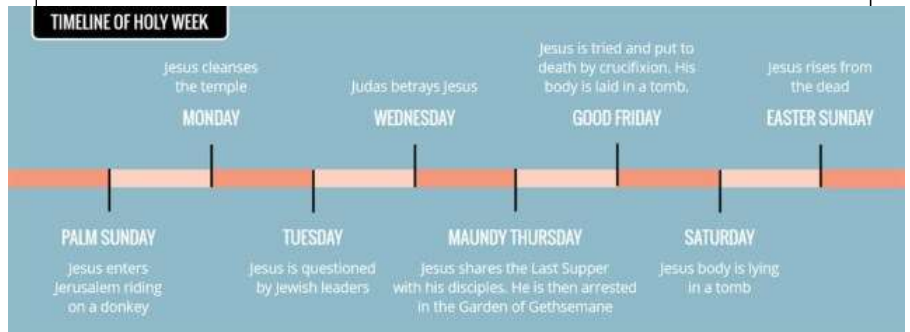 TIMELINE OF HOLY WEEK
Jesus cleanses
the temple
MONDAY
Judas betrays Jesus
WEDNESDAY
Jesus is tried and put to
death by crucifixion. His
body is laid in a tomb.
GOOD FRIDAY
Jesus rises from
the dead
EASTER SUNDAY
PALM SUNDAY
Jesus enters
Jerusalem riding
on a donkey
TUESDAY
Jesus is questioned
by Jewish leaders
MAUNDY THURSDAY
Jesus shares the Last Supper
with his disciples. He is then arrested
in the Garden of Gethsemane
SATURDAY
Jesus body is lying
in a tomb